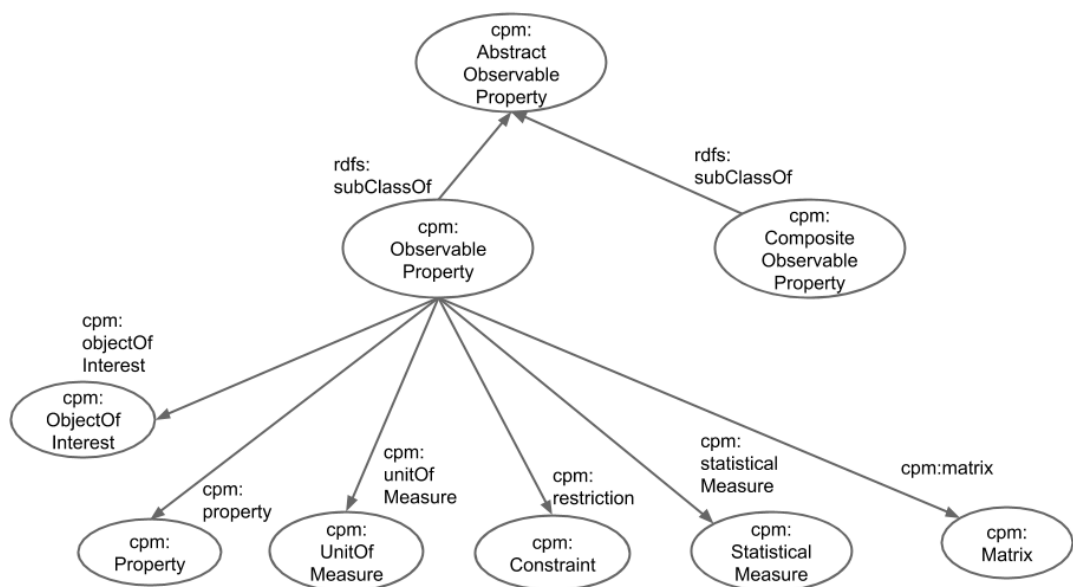 cpm:
Abstract
Observable
Property
rdfs:
subClassOf
rdfs:
subClassOf
cpm:
Observable
Property
cpm:
Composite
Observable
Property
cpm:
objectOf
Interest
cpm:
ObjectOf
Interest
cpm:
property
cpm:
unitOf
Measure
cpm:
restriction
cpm:
statistical
Measure
cpm:matrix
cpm:
Property
cpm:
UnitOf
Measure
cpm:
Constraint
cpm:
Statistical
Measure
cpm:
Matrix